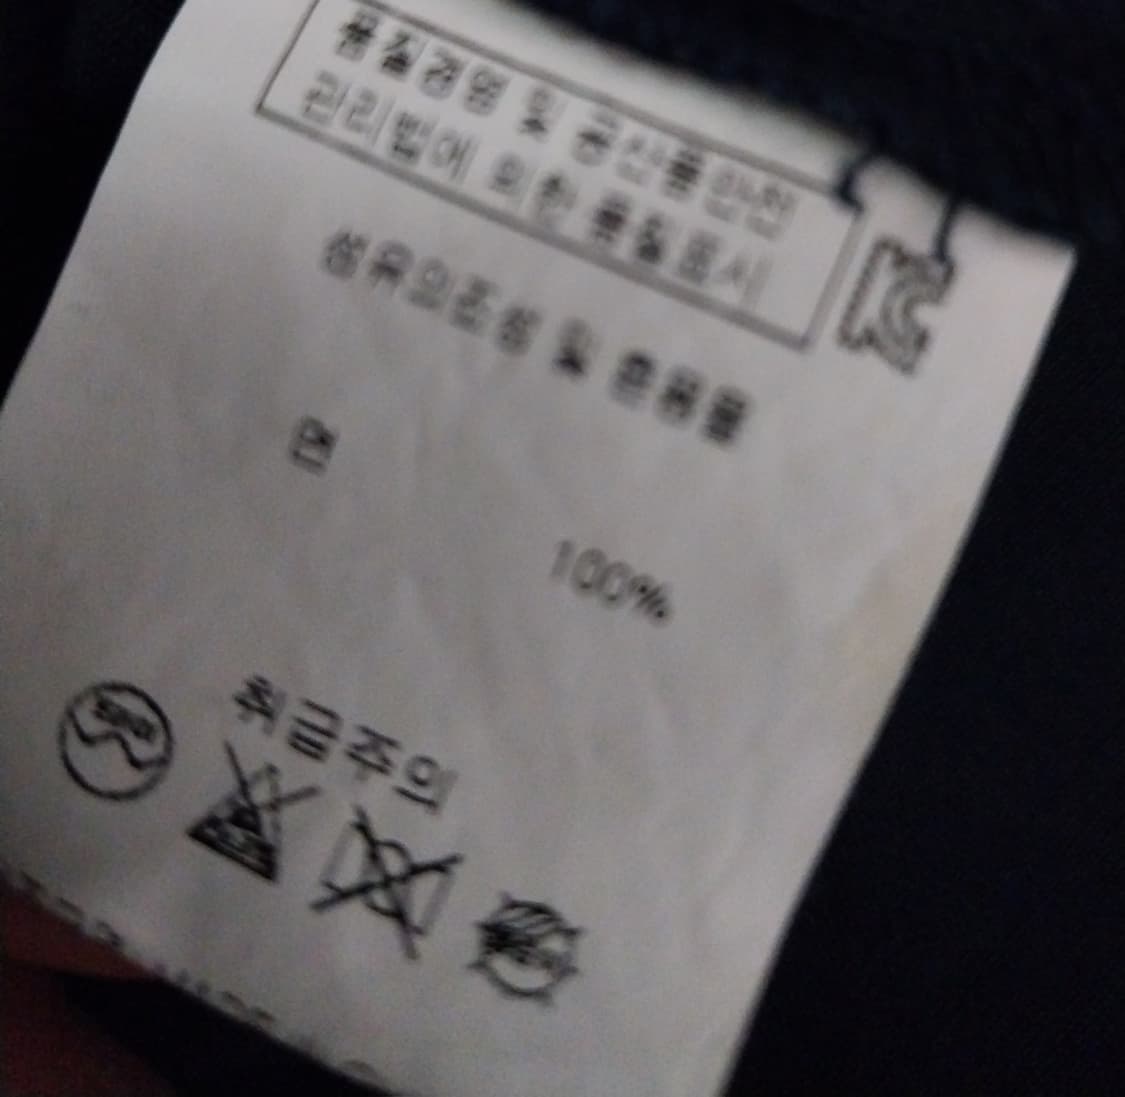 품질경영 및 공산품안전
관리법에 의한 품질표시
섬유의조성 및 혼용율
면
100%
취급주의